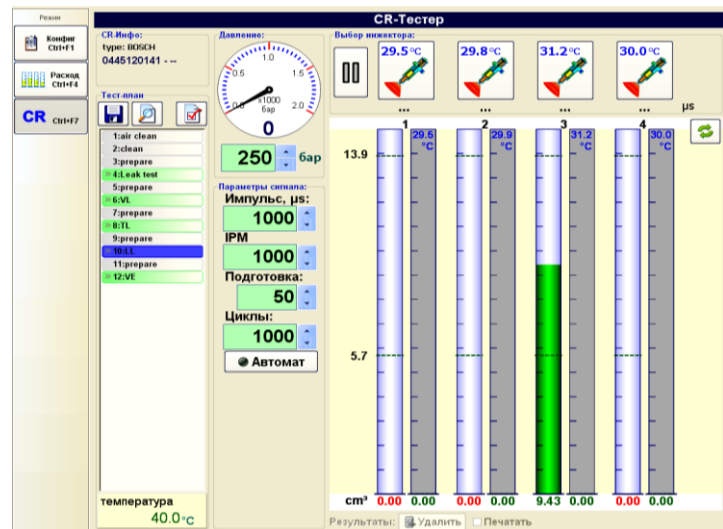 CR-Тестер
Режим
Конфиг
Ctrl+F1
Расход
Ctrl+F4
CR Ctrl+F7
CR-Инфо:
type: BOSCH
0445120141 - --
Тест-план
1:air clean
2:clean
3:prepare
4:Leak test
5:prepare
6:VL
7:prepare
8:TL
9:prepare
10:LL
11:prepare
12:VE
температура
40.0°C
Давление:
0.0 0.5 1.0 1.5 2.0
x1000
бар
0
250 бар
Параметры сигнала:
Импульс, µs:
1000
IPM
1000
Подготовка:
50
Циклы:
1000
Автомат
Выбор инжектора:
29.5°C 29.8°C 31.2°C 30.0°C
... ... ... ... µs
1 2 3 4
29.5 °C 29.9 °C 31.2 °C 30.0 °C
13.9
5.7
cm³ 0.00 0.00 0.00 0.00 9.43 0.00 0.00 0.00
Результаты: Удалить Печатать